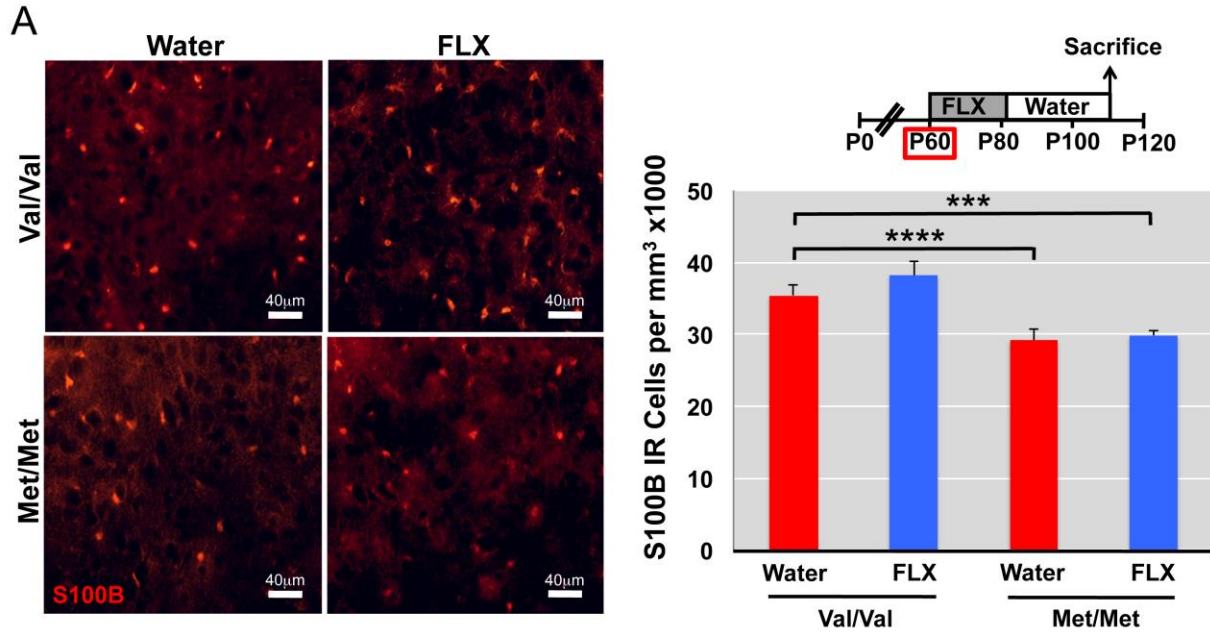 A
Water FLX
Val/Val
40μm 40μm
Met/Met
S100B 40μm 40μm
Sacrifice
FLX Water
P0 P60 P80 P100 P120
S100B IR Cells per mm³ x1000
50
40
30
20
10
0
***
****
Water FLX Water FLX
Val/Val Met/Met